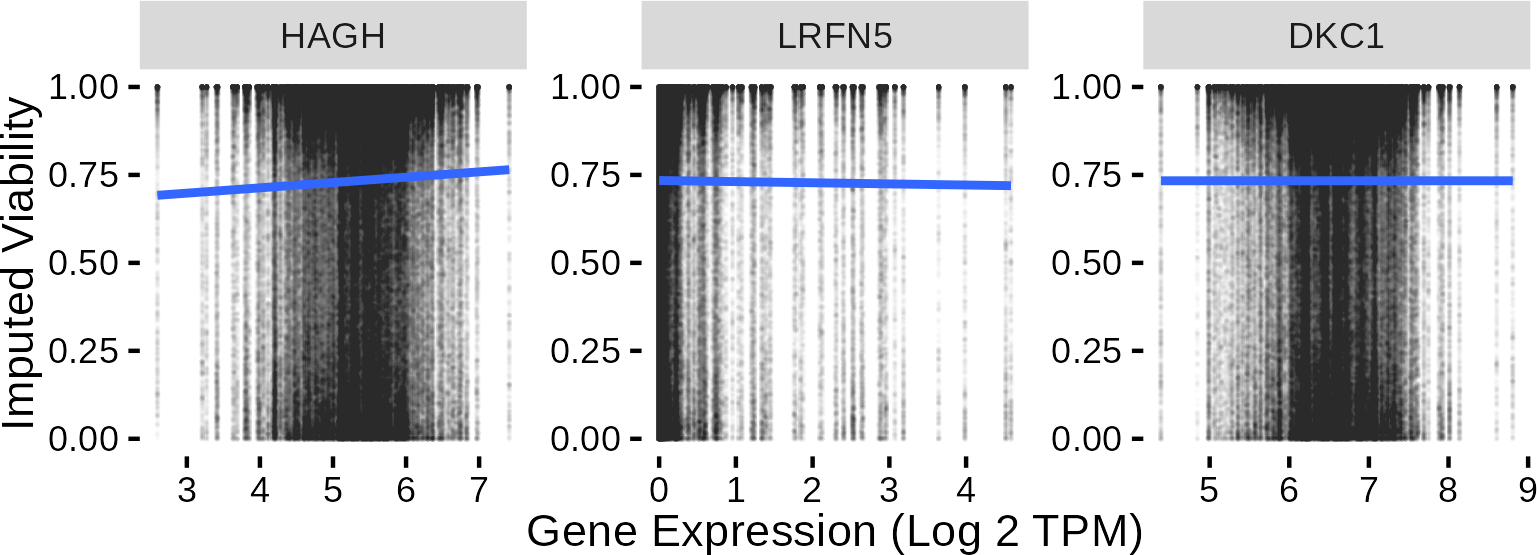 HAGH LRFN5 DKC1
Imputed Viability
1.00 1.00 1.00
0.75 0.75 0.75
0.50 0.50 0.50
0.25 0.25 0.25
0.00 0.00 0.00
3 4 5 6 7 0 1 2 3 4 5 6 7 8 9
Gene Expression (Log 2 TPM)